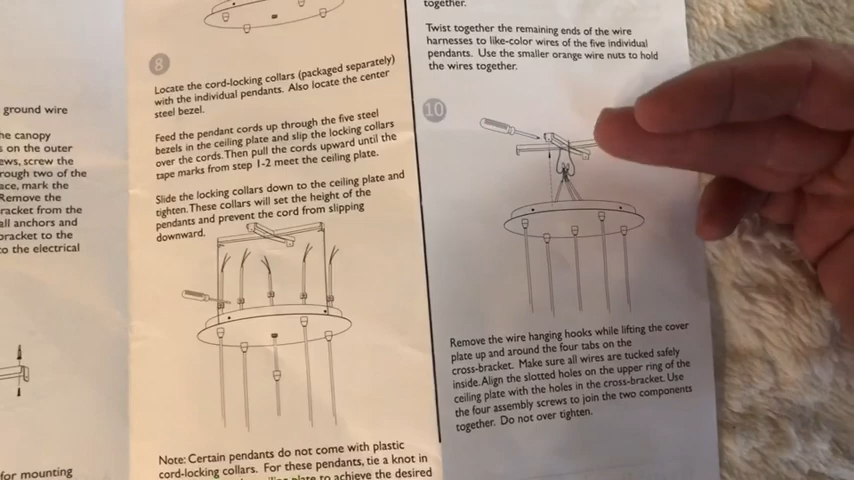 ground wire
he canopy
s on the outer
ews, screw the
rough two of the
ace, mark the
Remove the
racket from the
all anchors and
bracket to the
to the electrical
for mounting
8
Locate the cord-locking collars (packaged separately)
with the individual pendants. Also locate the center
steel bezel.
Feed the pendant cords up through the five steel
bezels in the ceiling plate and slip the locking collars
over the cords. Then pull the cords upward until the
tape marks from step 1-2 meet the ceiling plate.
Slide the locking collars down to the ceiling plate and
tighten. These collars will set the height of the
pendants and prevent the cord from slipping
downward.
Note: Certain pendants do not come with plastic
cord-locking collars. For these pendants, tie a knot in
plate to achieve the desired
together.
Twist together the remaining ends of the wire
harnesses to like-color wires of the five individual
pendants. Use the smaller orange wire nuts to hold
the wires together.
10
Remove the wire hanging hooks while lifting the cover
plate up and around the four tabs on the
cross-bracket. Make sure all wires are tucked safely
inside. Align the slotted holes on the upper ring of the
ceiling plate with the holes in the cross-bracket. Use
the four assembly screws to join the two components
together. Do not over tighten.